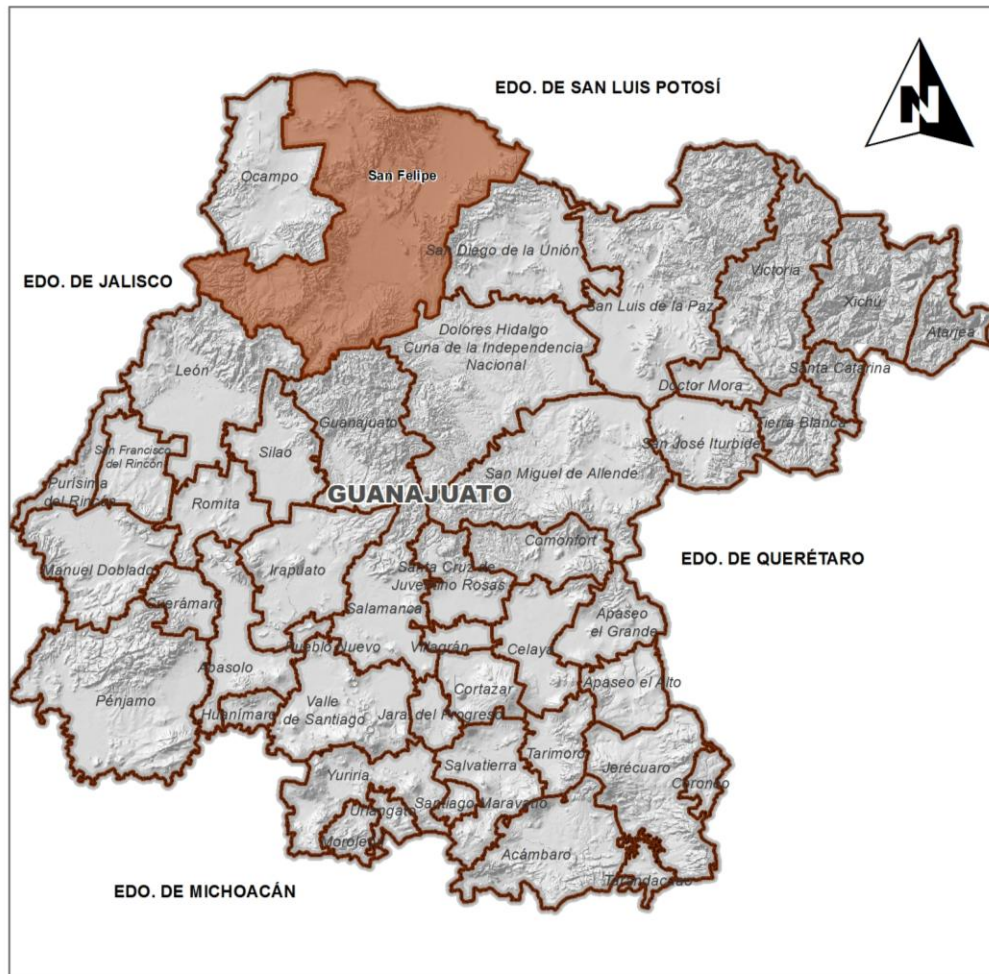 EDO. DE SAN LUIS POTOSÍ
N
Ocampo
San Felipe
San Diego de la Unión
EDO. DE JALISCO
Victoria
San Luis de la Paz
Xichú
Atarjea
Dolores Hidalgo
Cuna de la Independencia
Nacional
León
Santa Catarina
Doctor Mora
Guanajuato
Tierra Blanca
San José Iturbide
San Francisco
del Rincón
Silao
San Miguel de Allende
Purísima
del Rincón
GUANAJUATO
Romita
Comonfort
EDO. DE QUERÉTARO
Manuel Doblado
Irapuato
Santa Cruz de
Juventino Rosas
Cuerámaro
Salamanca
Apaseo
el Grande
Pueblo Nuevo
Villagrán
Celaya
Abasolo
Apaseo el Alto
Pénjamo
Cortazar
Huanímaro
Valle
de Santiago
Jaral del Progreso
Tarimoro
Salvatierra
Jerécuaro
Yuriria
Coroneo
Santiago Maravatío
Uriangato
Moroleón
Acámbaro
Tarandacuao
EDO. DE MICHOACÁN